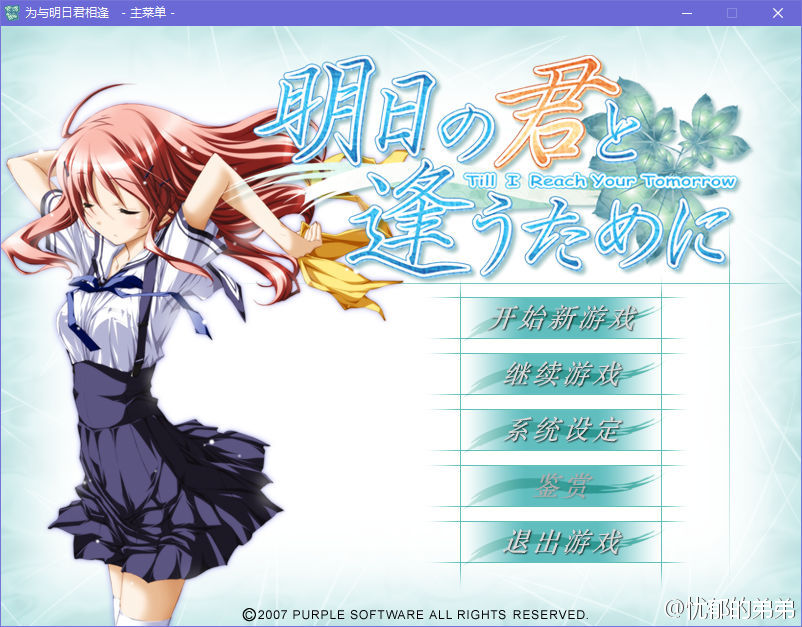 为与明日君相逢 - 主菜单 -
明日の君と
Till I Reach Your Tomorrow
逢うために
开始新游戏
继续游戏
系统设定
鉴赏
退出游戏
©2007 PURPLE SOFTWARE ALL RIGHTS RESERVED.
@忧郁的弟弟